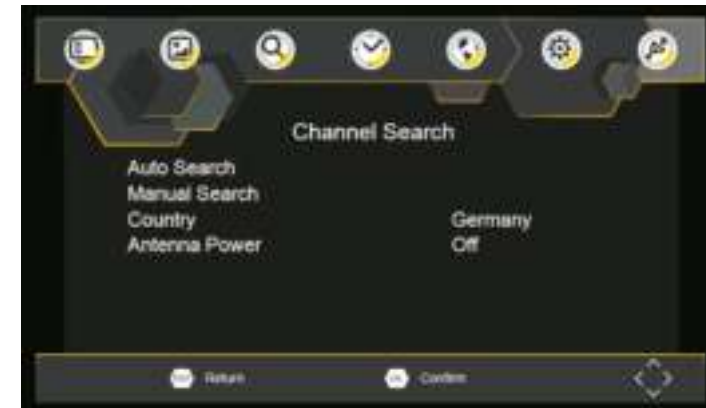 Channel Search
Auto Search
Manual Search
Country Germany
Antenna Power Off
Return Confirm